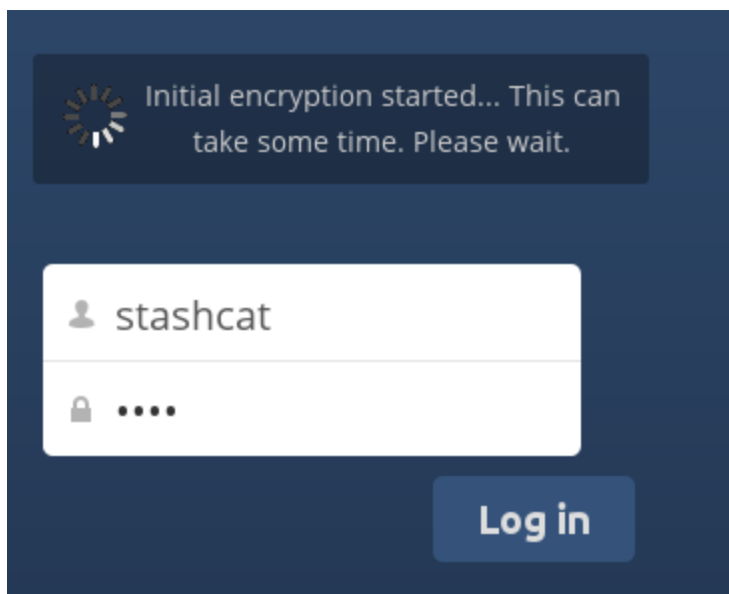 Initial encryption started... This can
take some time. Please wait.
stashcat
••••
Log in